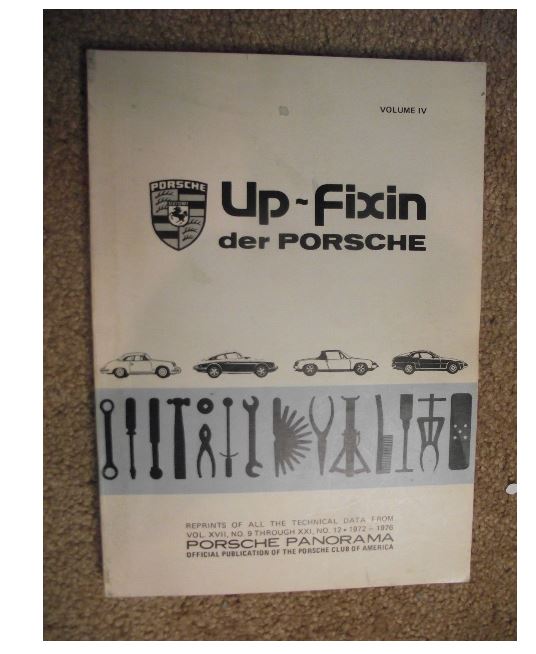 VOLUME IV
PORSCHE
Up-Fixin
der PORSCHE
REPRINTS OF ALL THE TECHNICAL DATA FROM
VOL. XVII, NO. 9 THROUGH XXI, NO. 12 • 1972 – 1976
PORSCHE PANORAMA
OFFICIAL PUBLICATION OF THE PORSCHE CLUB OF AMERICA